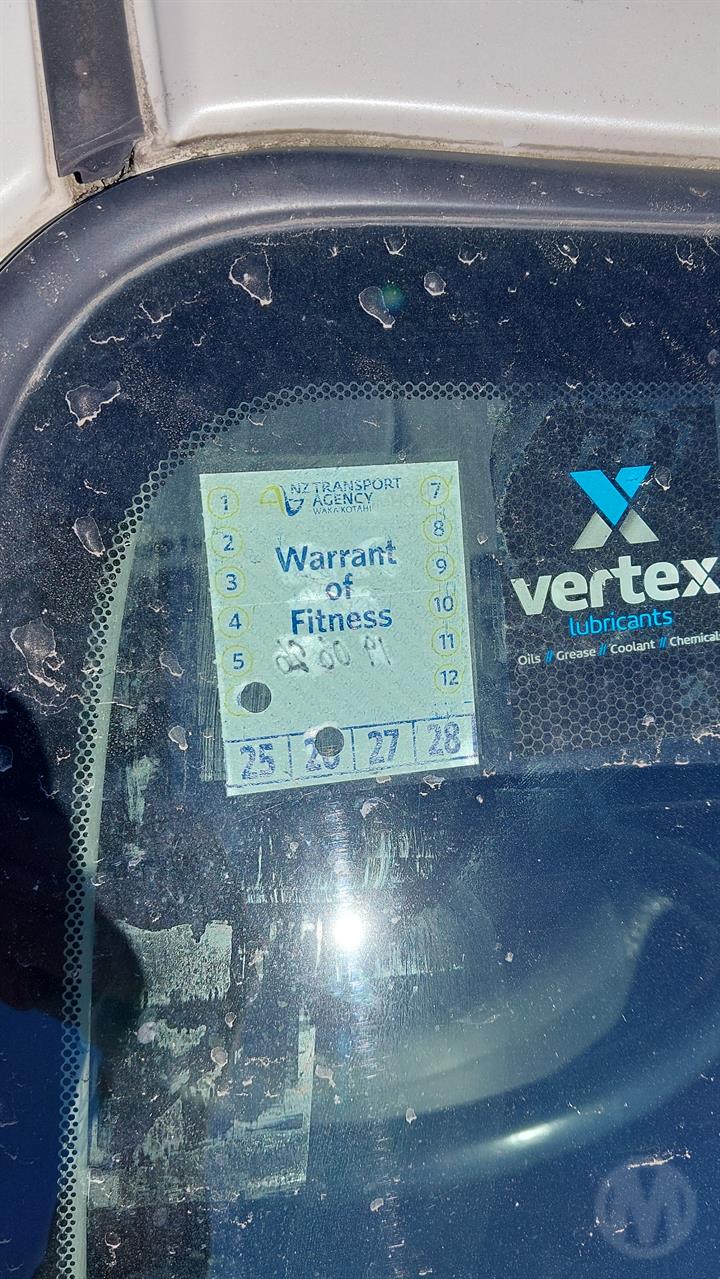 NZ TRANSPORT
AGENCY
WAKA KOTAHI
1
2
3
4
5
7
8
9
10
11
12
Warrant
of
Fitness
25 26 27 28
vertex
lubricants
Oils // Grease // Coolant // Chemicals
M